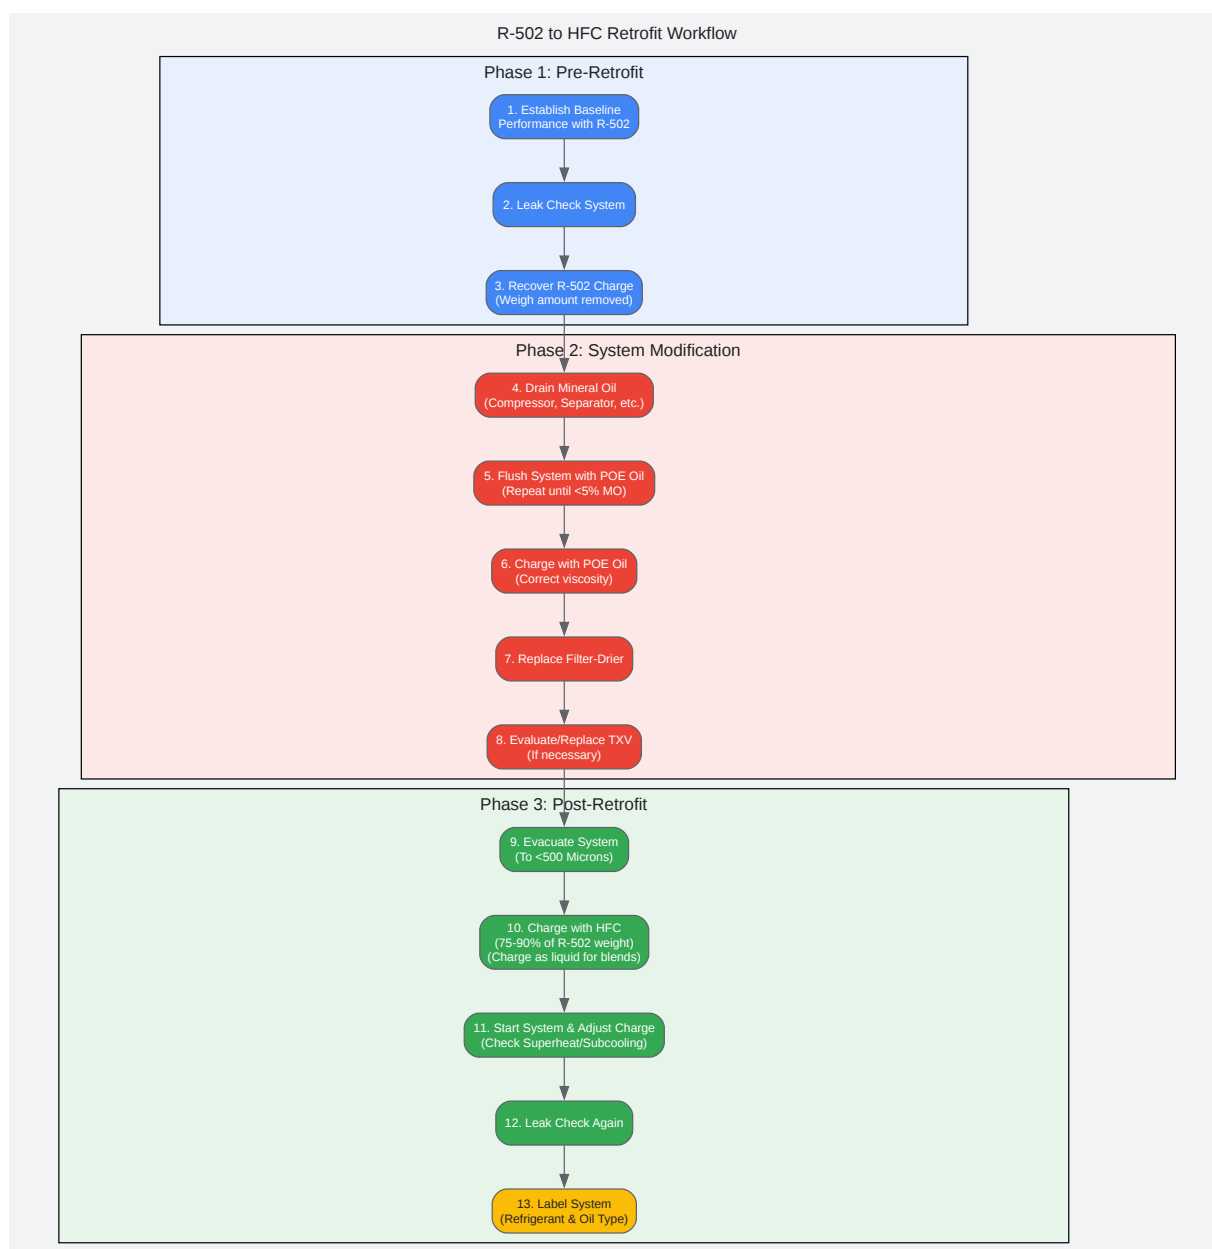 R-502 to HFC Retrofit Workflow
Phase 1: Pre-Retrofit
1. Establish Baseline
Performance with R-502
2. Leak Check System
3. Recover R-502 Charge
(Weigh amount removed)
Phase 2: System Modification
4. Drain Mineral Oil
(Compressor, Separator, etc.)
5. Flush System with POE Oil
(Repeat until <5% MO)
6. Charge with POE Oil
(Correct viscosity)
7. Replace Filter-Drier
8. Evaluate/Replace TXV
(If necessary)
Phase 3: Post-Retrofit
9. Evacuate System
(To <500 Microns)
10. Charge with HFC
(75-90% of R-502 weight)
(Charge as liquid for blends)
11. Start System & Adjust Charge
(Check Superheat/Subcooling)
12. Leak Check Again
13. Label System
(Refrigerant & Oil Type)